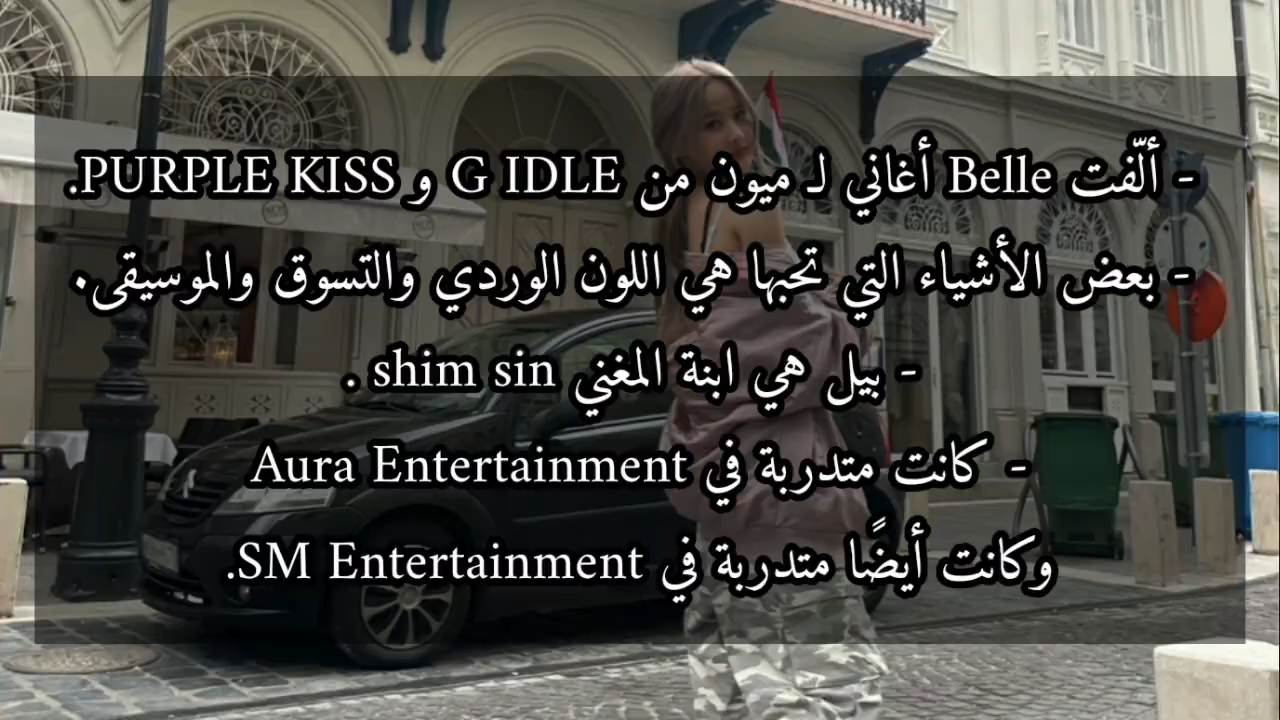 - ألّفت Belle أغاني لـ ميون من G IDLE و PURPLE KISS.
- بعض الأشياء التي تحبها هي اللون الوردي والتسوق والموسيقى.
- بيل هي ابنة المغني shim sin .
- كانت متدربة في Aura Entertainment
وكانت أيضًا متدربة في SM Entertainment.